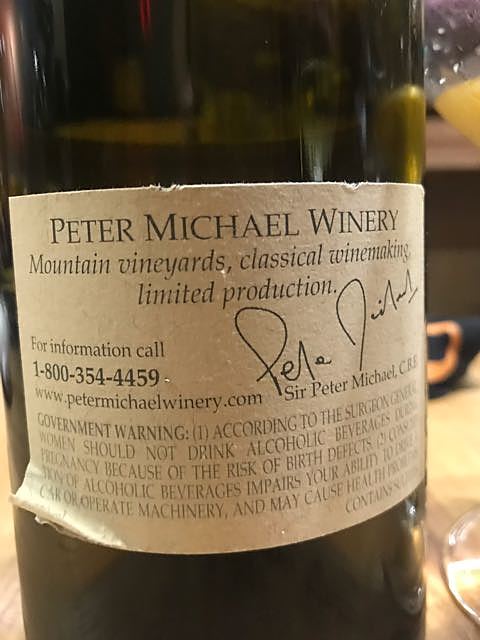 PETER MICHAEL WINERY
Mountain vineyards, classical winemaking,
limited production.
Pete Michael
For information call
1-800-354-4459
www.petermichaelwinery.com
Sir Peter Michael, C.B.E.
GOVERNMENT WARNING: (1) ACCORDING TO THE SURGEON GENERAL
WOMEN SHOULD NOT DRINK ALCOHOLIC BEVERAGES DURING
PREGNANCY BECAUSE OF THE RISK OF BIRTH DEFECTS. (2)
TION OF ALCOHOLIC BEVERAGES IMPAIRS YOUR ABILITY TO
CAR OR OPERATE MACHINERY, AND MAY CAUSE HEALTH
CONTAINS